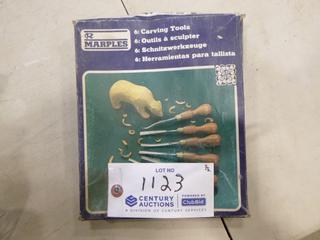 MARPLES
6: Carving Tools
6: Outils à sculpter
6: Schnitzwerkzeuge
6: Herramientas para tallista
LOT NO
1123
CENTURY
AUCTIONS
POWERED BY
ClubBid
A DIVISION OF CENTURY SERVICES